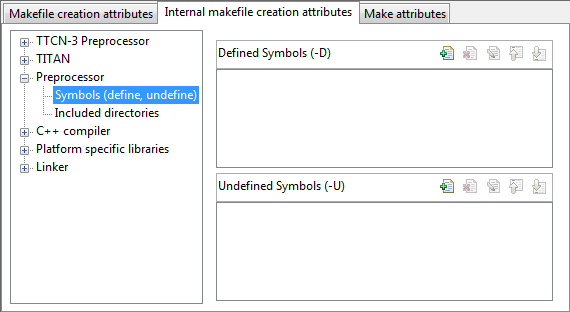 Makefile creation attributes
Internal makefile creation attributes
Make attributes
TTCN-3 Preprocessor
TITAN
Preprocessor
Symbols (define, undefine)
Included directories
C++ compiler
Platform specific libraries
Linker
Defined Symbols (-D)
Undefined Symbols (-U)